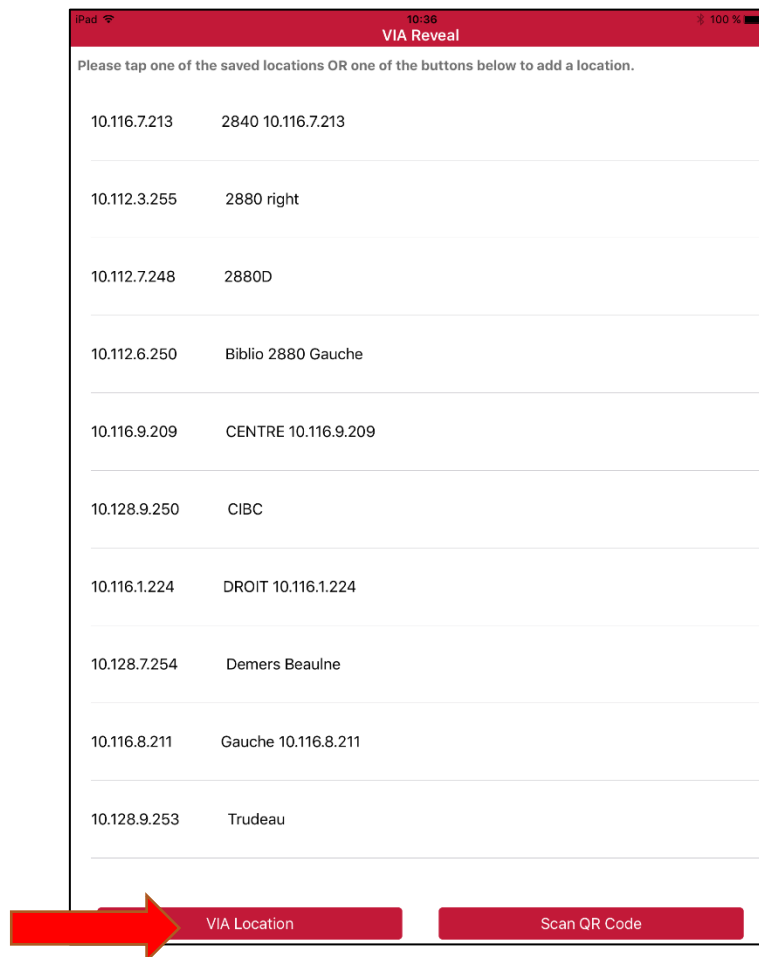 iPad 10:36 100 %
VIA Reveal
Please tap one of the saved locations OR one of the buttons below to add a location.
10.116.7.213 2840 10.116.7.213
10.112.3.255 2880 right
10.112.7.248 2880D
10.112.6.250 Biblio 2880 Gauche
10.116.9.209 CENTRE 10.116.9.209
10.128.9.250 CIBC
10.116.1.224 DROIT 10.116.1.224
10.128.7.254 Demers Beaulne
10.116.8.211 Gauche 10.116.8.211
10.128.9.253 Trudeau
VIA Location Scan QR Code